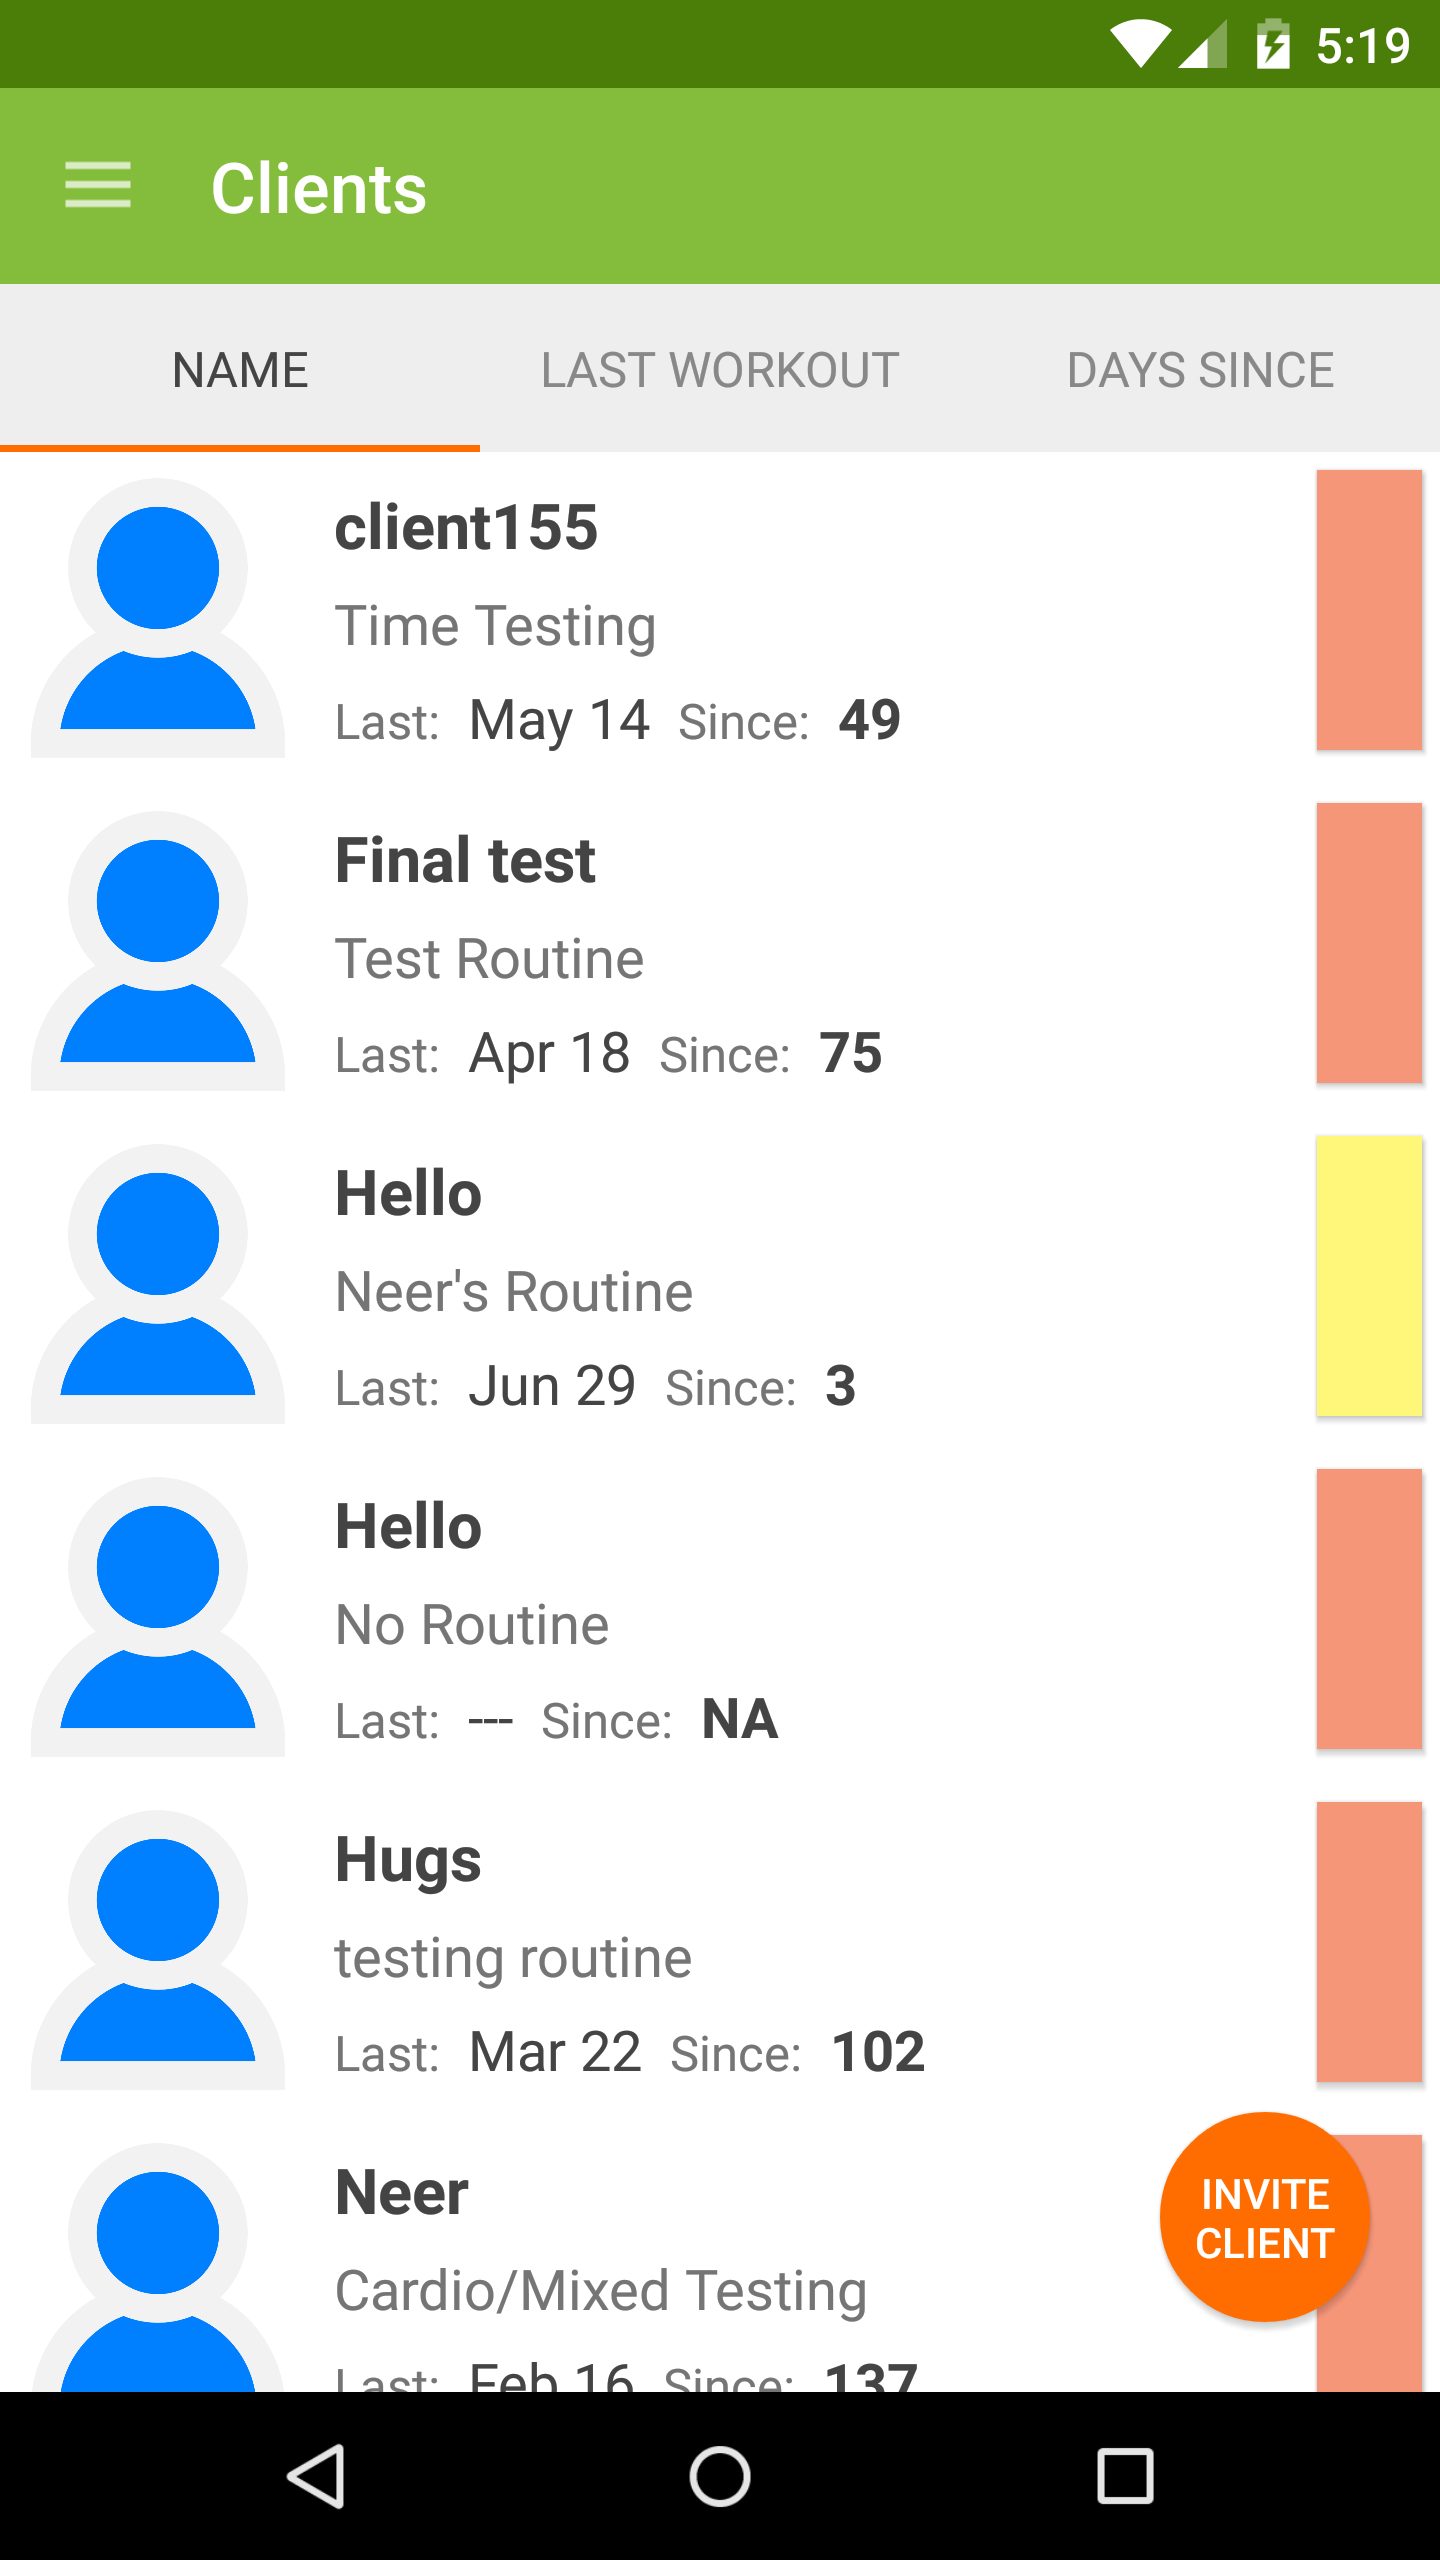 5:19
Clients
NAME LAST WORKOUT DAYS SINCE
client155
Time Testing
Last: May 14 Since: 49
Final test
Test Routine
Last: Apr 18 Since: 75
Hello
Neer's Routine
Last: Jun 29 Since: 3
Hello
No Routine
Last: --- Since: NA
Hugs
testing routine
Last: Mar 22 Since: 102
Neer
Cardio/Mixed Testing
Last: Feb 16 Since: 137
INVITE
CLIENT